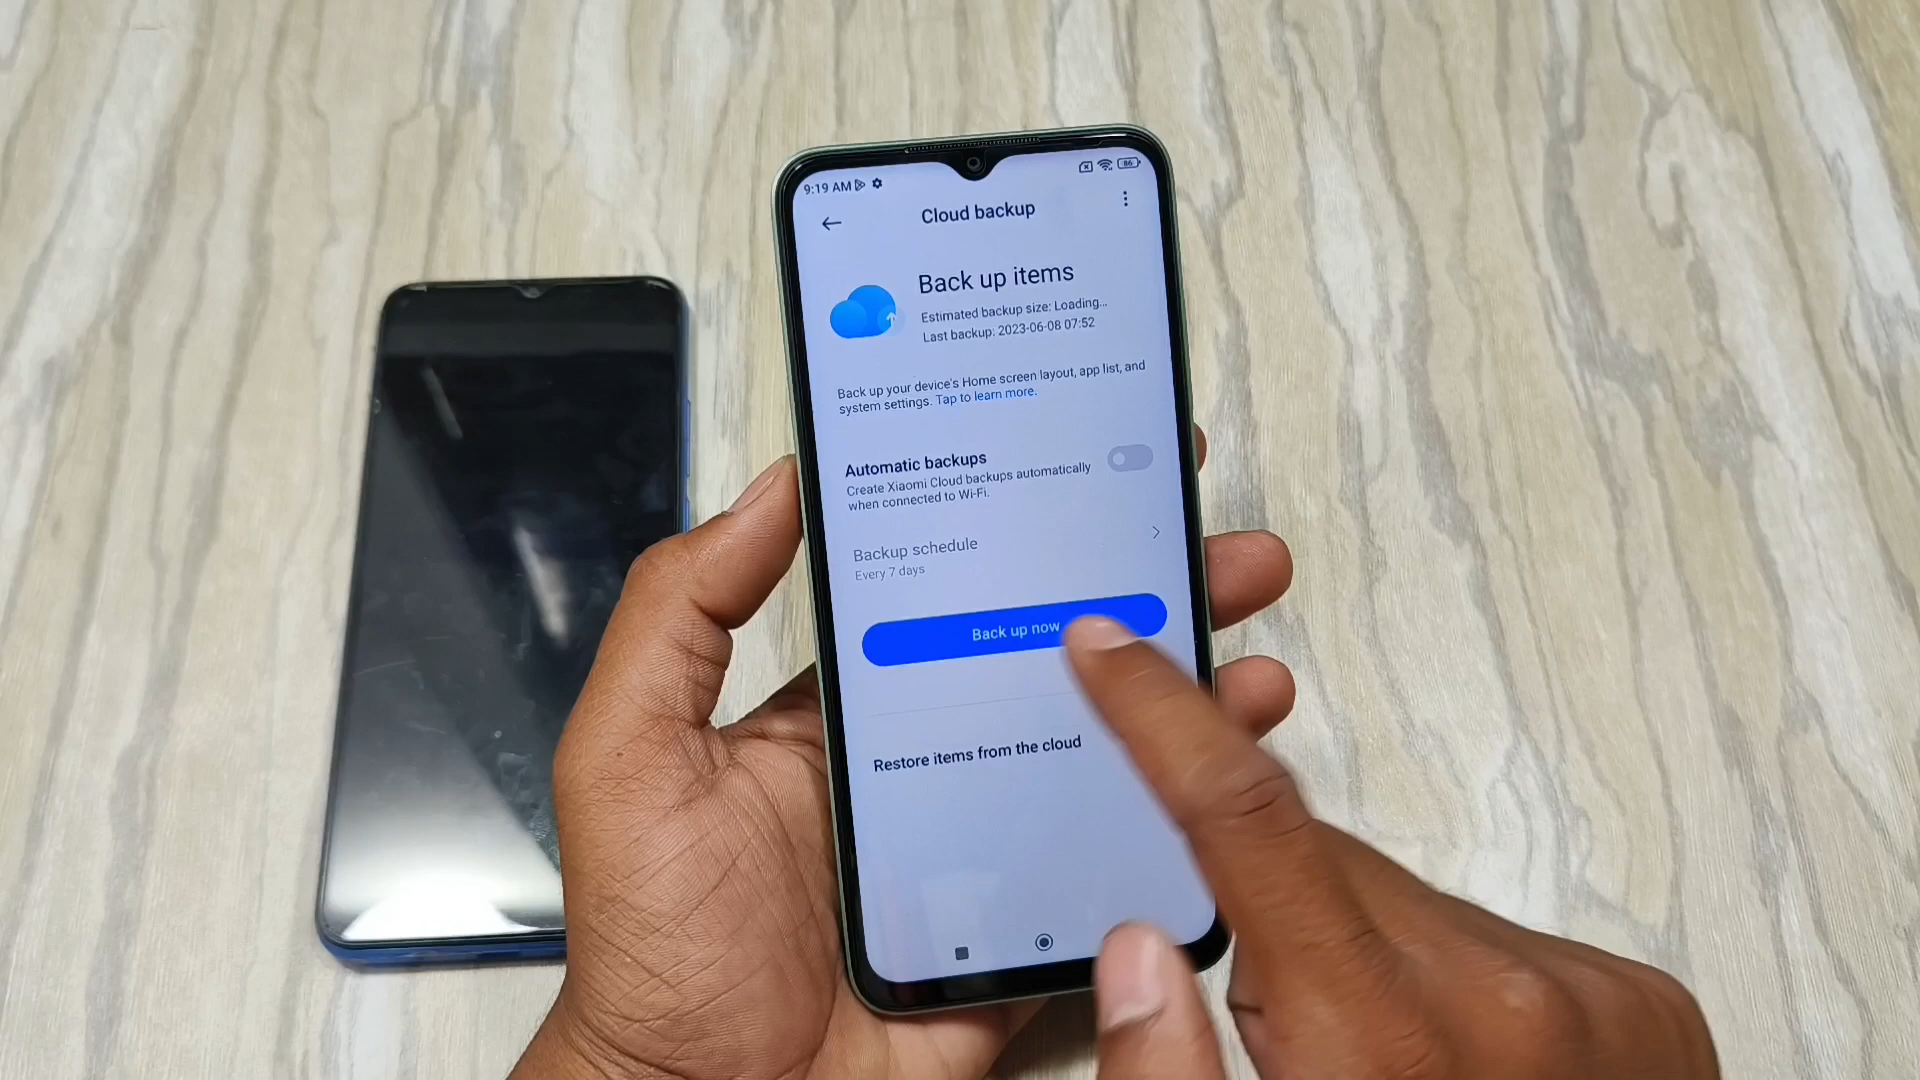 9:19 AM
86
Cloud backup
Back up items
Estimated backup size: Loading...
Last backup: 2023-06-08 07:52
Back up your device's Home screen layout, app list, and
system settings. Tap to learn more.
Automatic backups
Create Xiaomi Cloud backups automatically
when connected to Wi-Fi.
Backup schedule
Every 7 days
Back up now
Restore items from the cloud